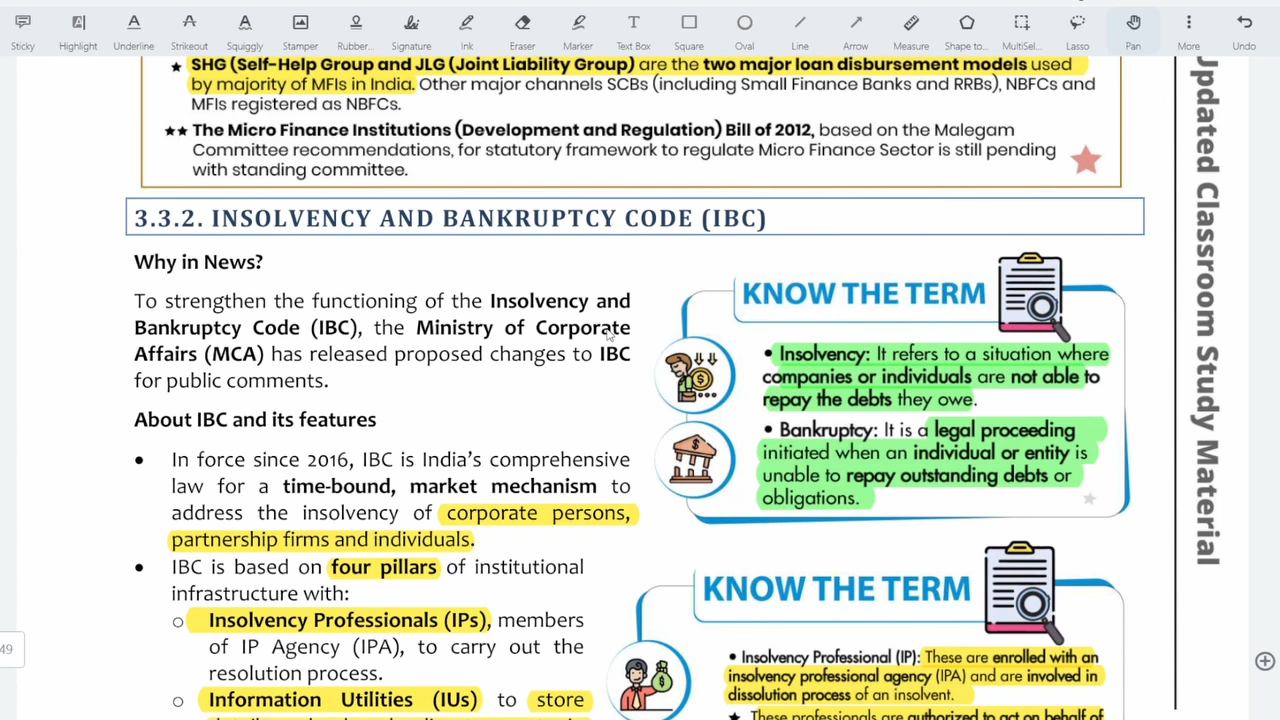 Sticky Highlight Underline Strikeout Squiggly Stamper Rubber... Signature Ink Eraser Marker Text Box Square Oval Line Arrow Measure Shape to... MultiSel... Lasso Pan More Undo
★ SHG (Self-Help Group and JLG (Joint Liability Group) are the two major loan disbursement models used
by majority of MFIs in India. Other major channels SCBs (including Small Finance Banks and RRBs), NBFCs and
MFIs registered as NBFCs.
★★ The Micro Finance Institutions (Development and Regulation) Bill of 2012, based on the Malegam
Committee recommendations, for statutory framework to regulate Micro Finance Sector is still pending
with standing committee.
3.3.2. INSOLVENCY AND BANKRUPTCY CODE (IBC)
Why in News?
To strengthen the functioning of the Insolvency and
Bankruptcy Code (IBC), the Ministry of Corporate
Affairs (MCA) has released proposed changes to IBC
for public comments.
About IBC and its features
• In force since 2016, IBC is India's comprehensive
law for a time-bound, market mechanism to
address the insolvency of corporate persons,
partnership firms and individuals.
• IBC is based on four pillars of institutional
infrastructure with:
o Insolvency Professionals (IPs), members
of IP Agency (IPA), to carry out the
resolution process.
o Information Utilities (IUs) to store
KNOW THE TERM
• Insolvency: It refers to a situation where
companies or individuals are not able to
repay the debts they owe.
• Bankruptcy: It is a legal proceeding
initiated when an individual or entity is
unable to repay outstanding debts or
obligations.
KNOW THE TERM
• Insolvency Professional (IP): These are enrolled with an
insolvency professional agency (IPA) and are involved in
dissolution process of an insolvent.
★ These professionals are authorized to act on behalf of
Updated Classroom Study Material
49